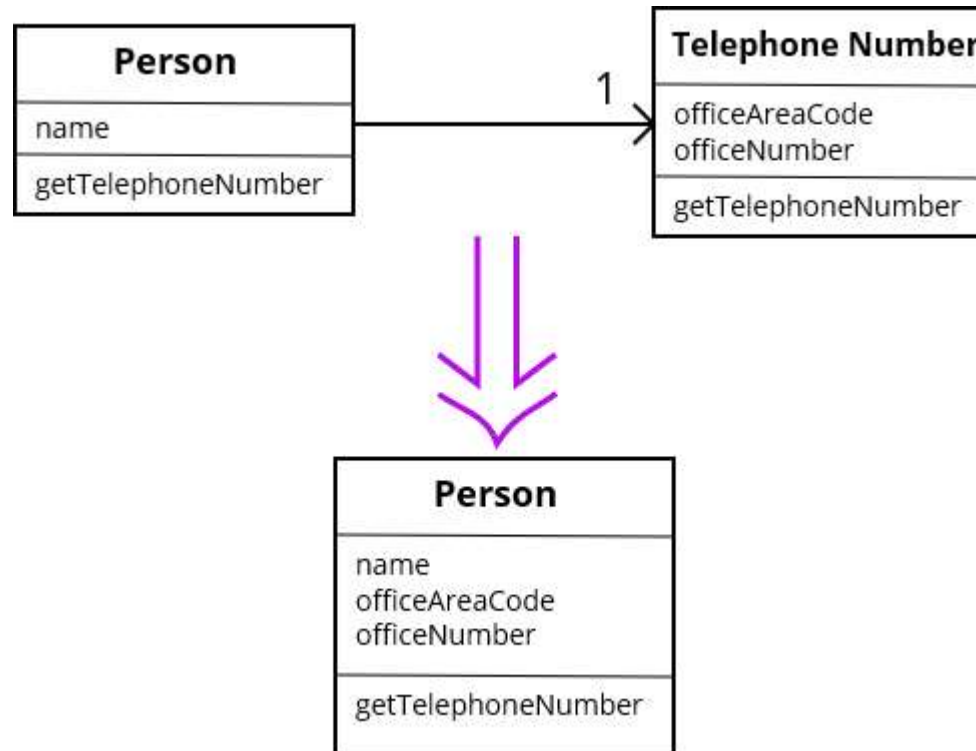 Person
name
getTelephoneNumber
1
Telephone Number
officeAreaCode
officeNumber
getTelephoneNumber
Person
name
officeAreaCode
officeNumber
getTelephoneNumber